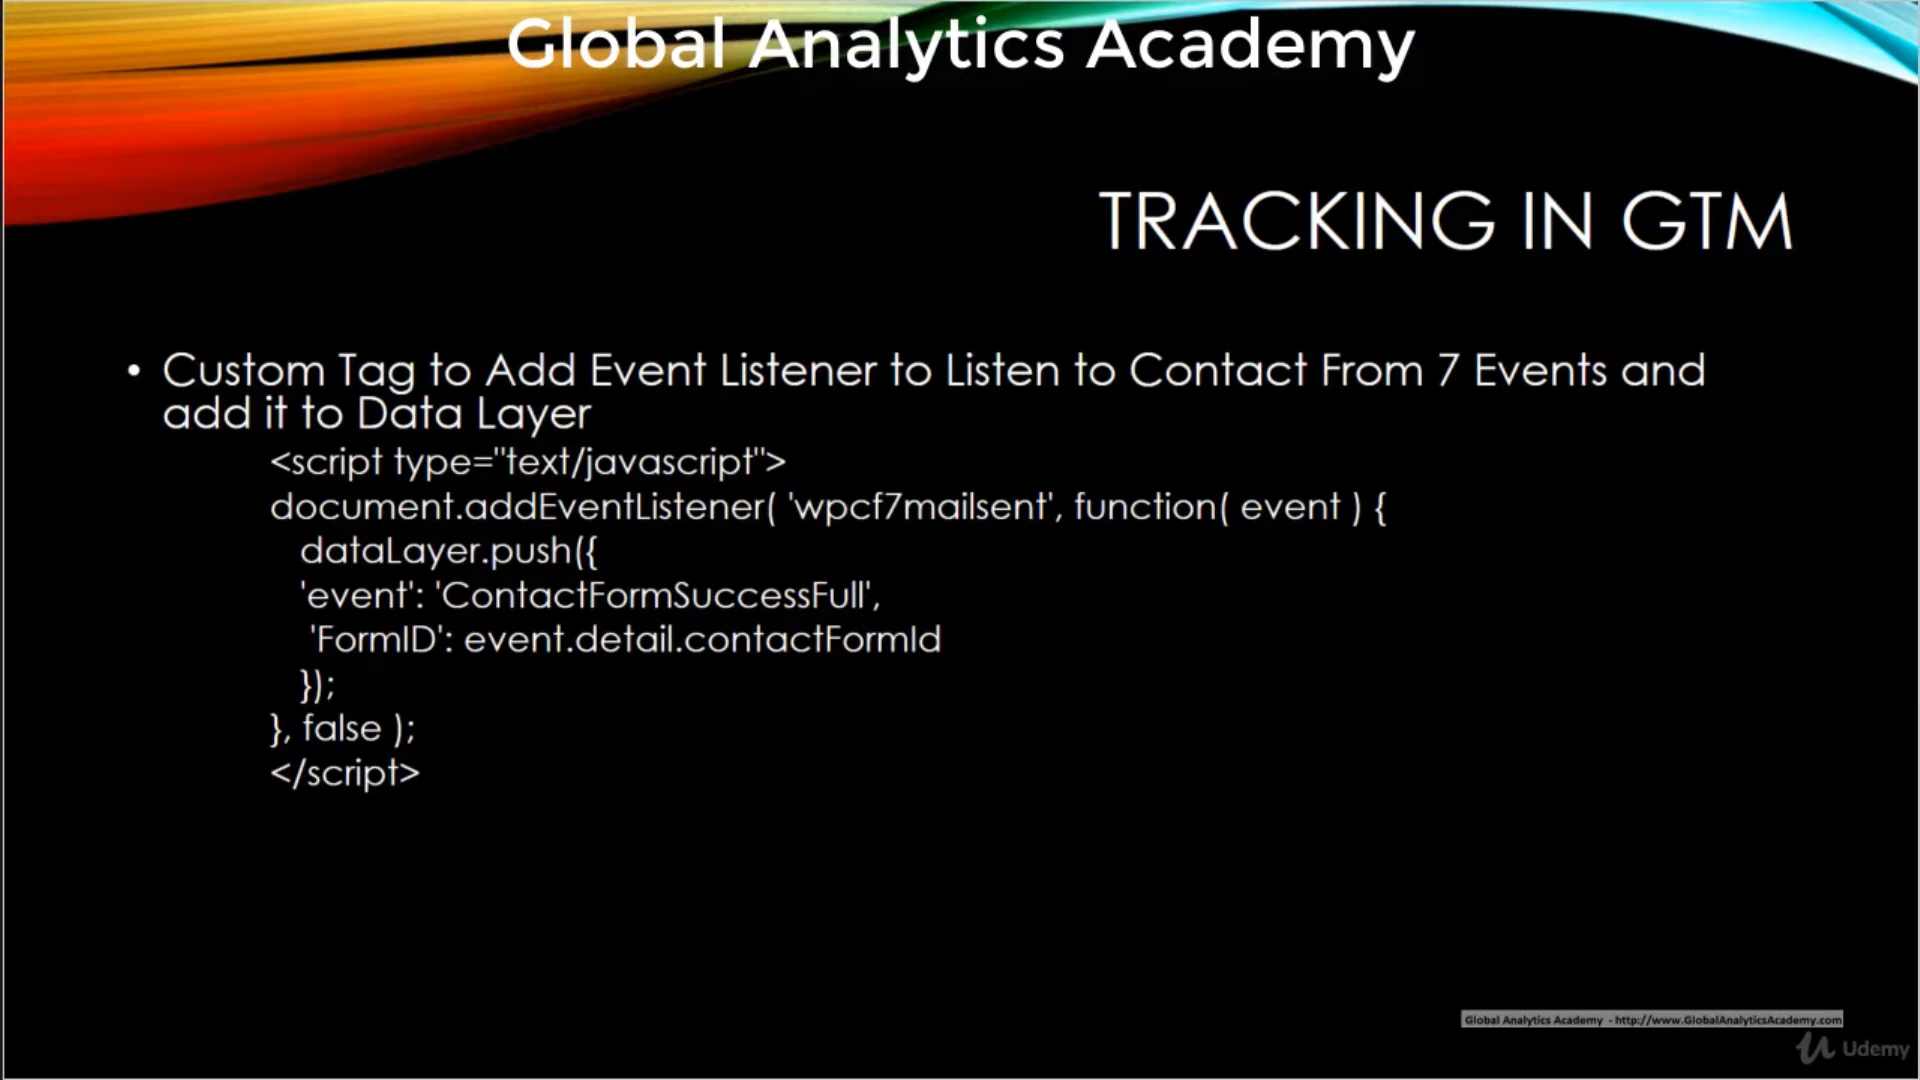 Global Analytics Academy
TRACKING IN GTM
• Custom Tag to Add Event Listener to Listen to Contact From 7 Events and
add it to Data Layer
<script type="text/javascript">
document.addEventListener( 'wpcf7mailsent', function( event ) {
dataLayer.push({
'event': 'ContactFormSuccessFull',
'FormID': event.detail.contactFormId
});
}, false );
</script>
Global Analytics Academy - http://www.GlobalAnalyticsAcademy.com
Udemy